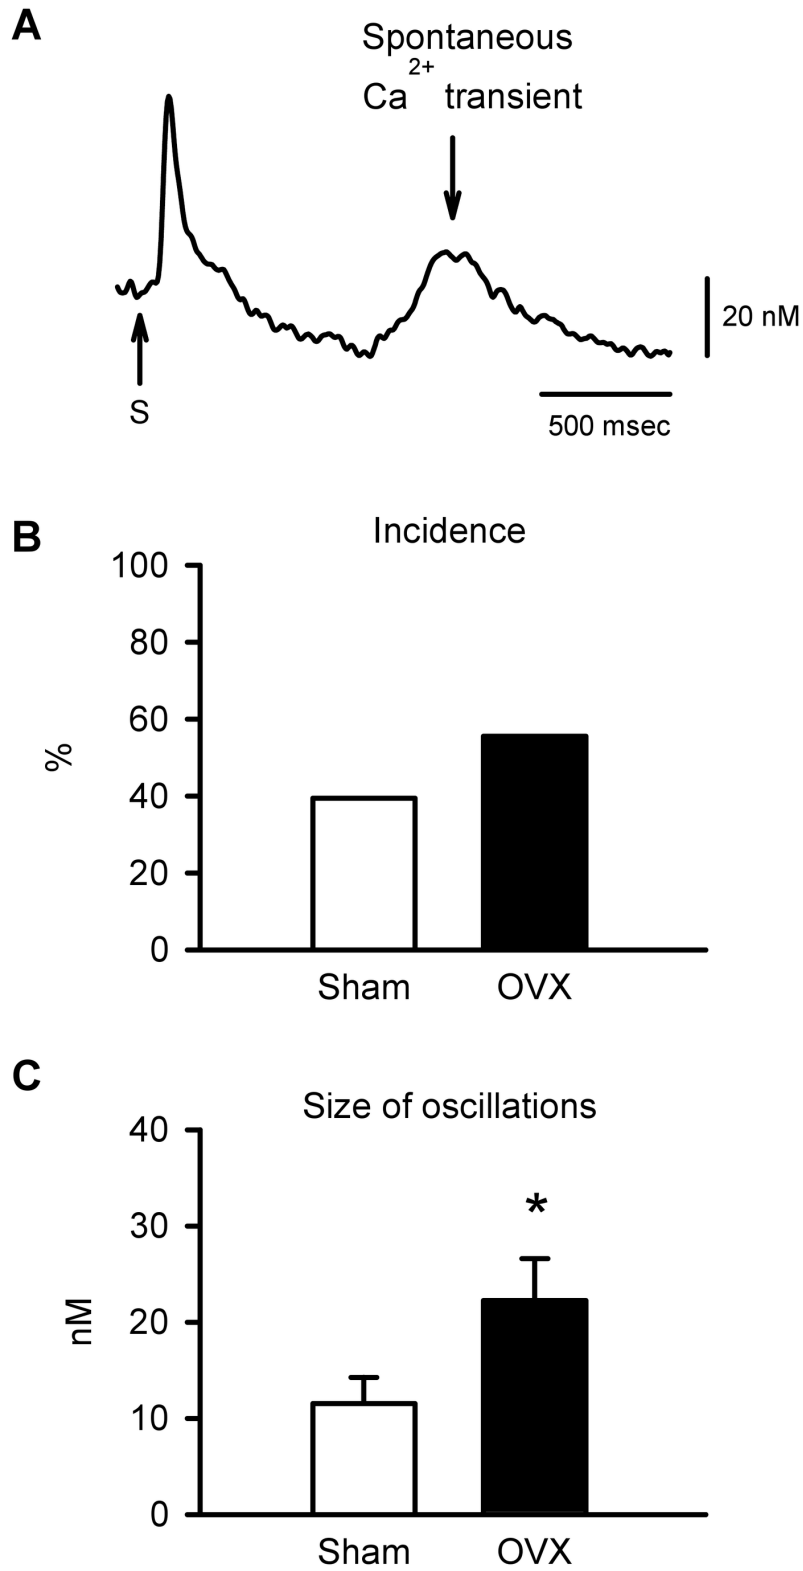 A
Spontaneous
Ca2+ transient
20 nM
S
500 msec
B
Incidence
100
80
60
40
20
0
%
Sham OVX
C
Size of oscillations
40
*
30
20
10
0
nM
Sham OVX